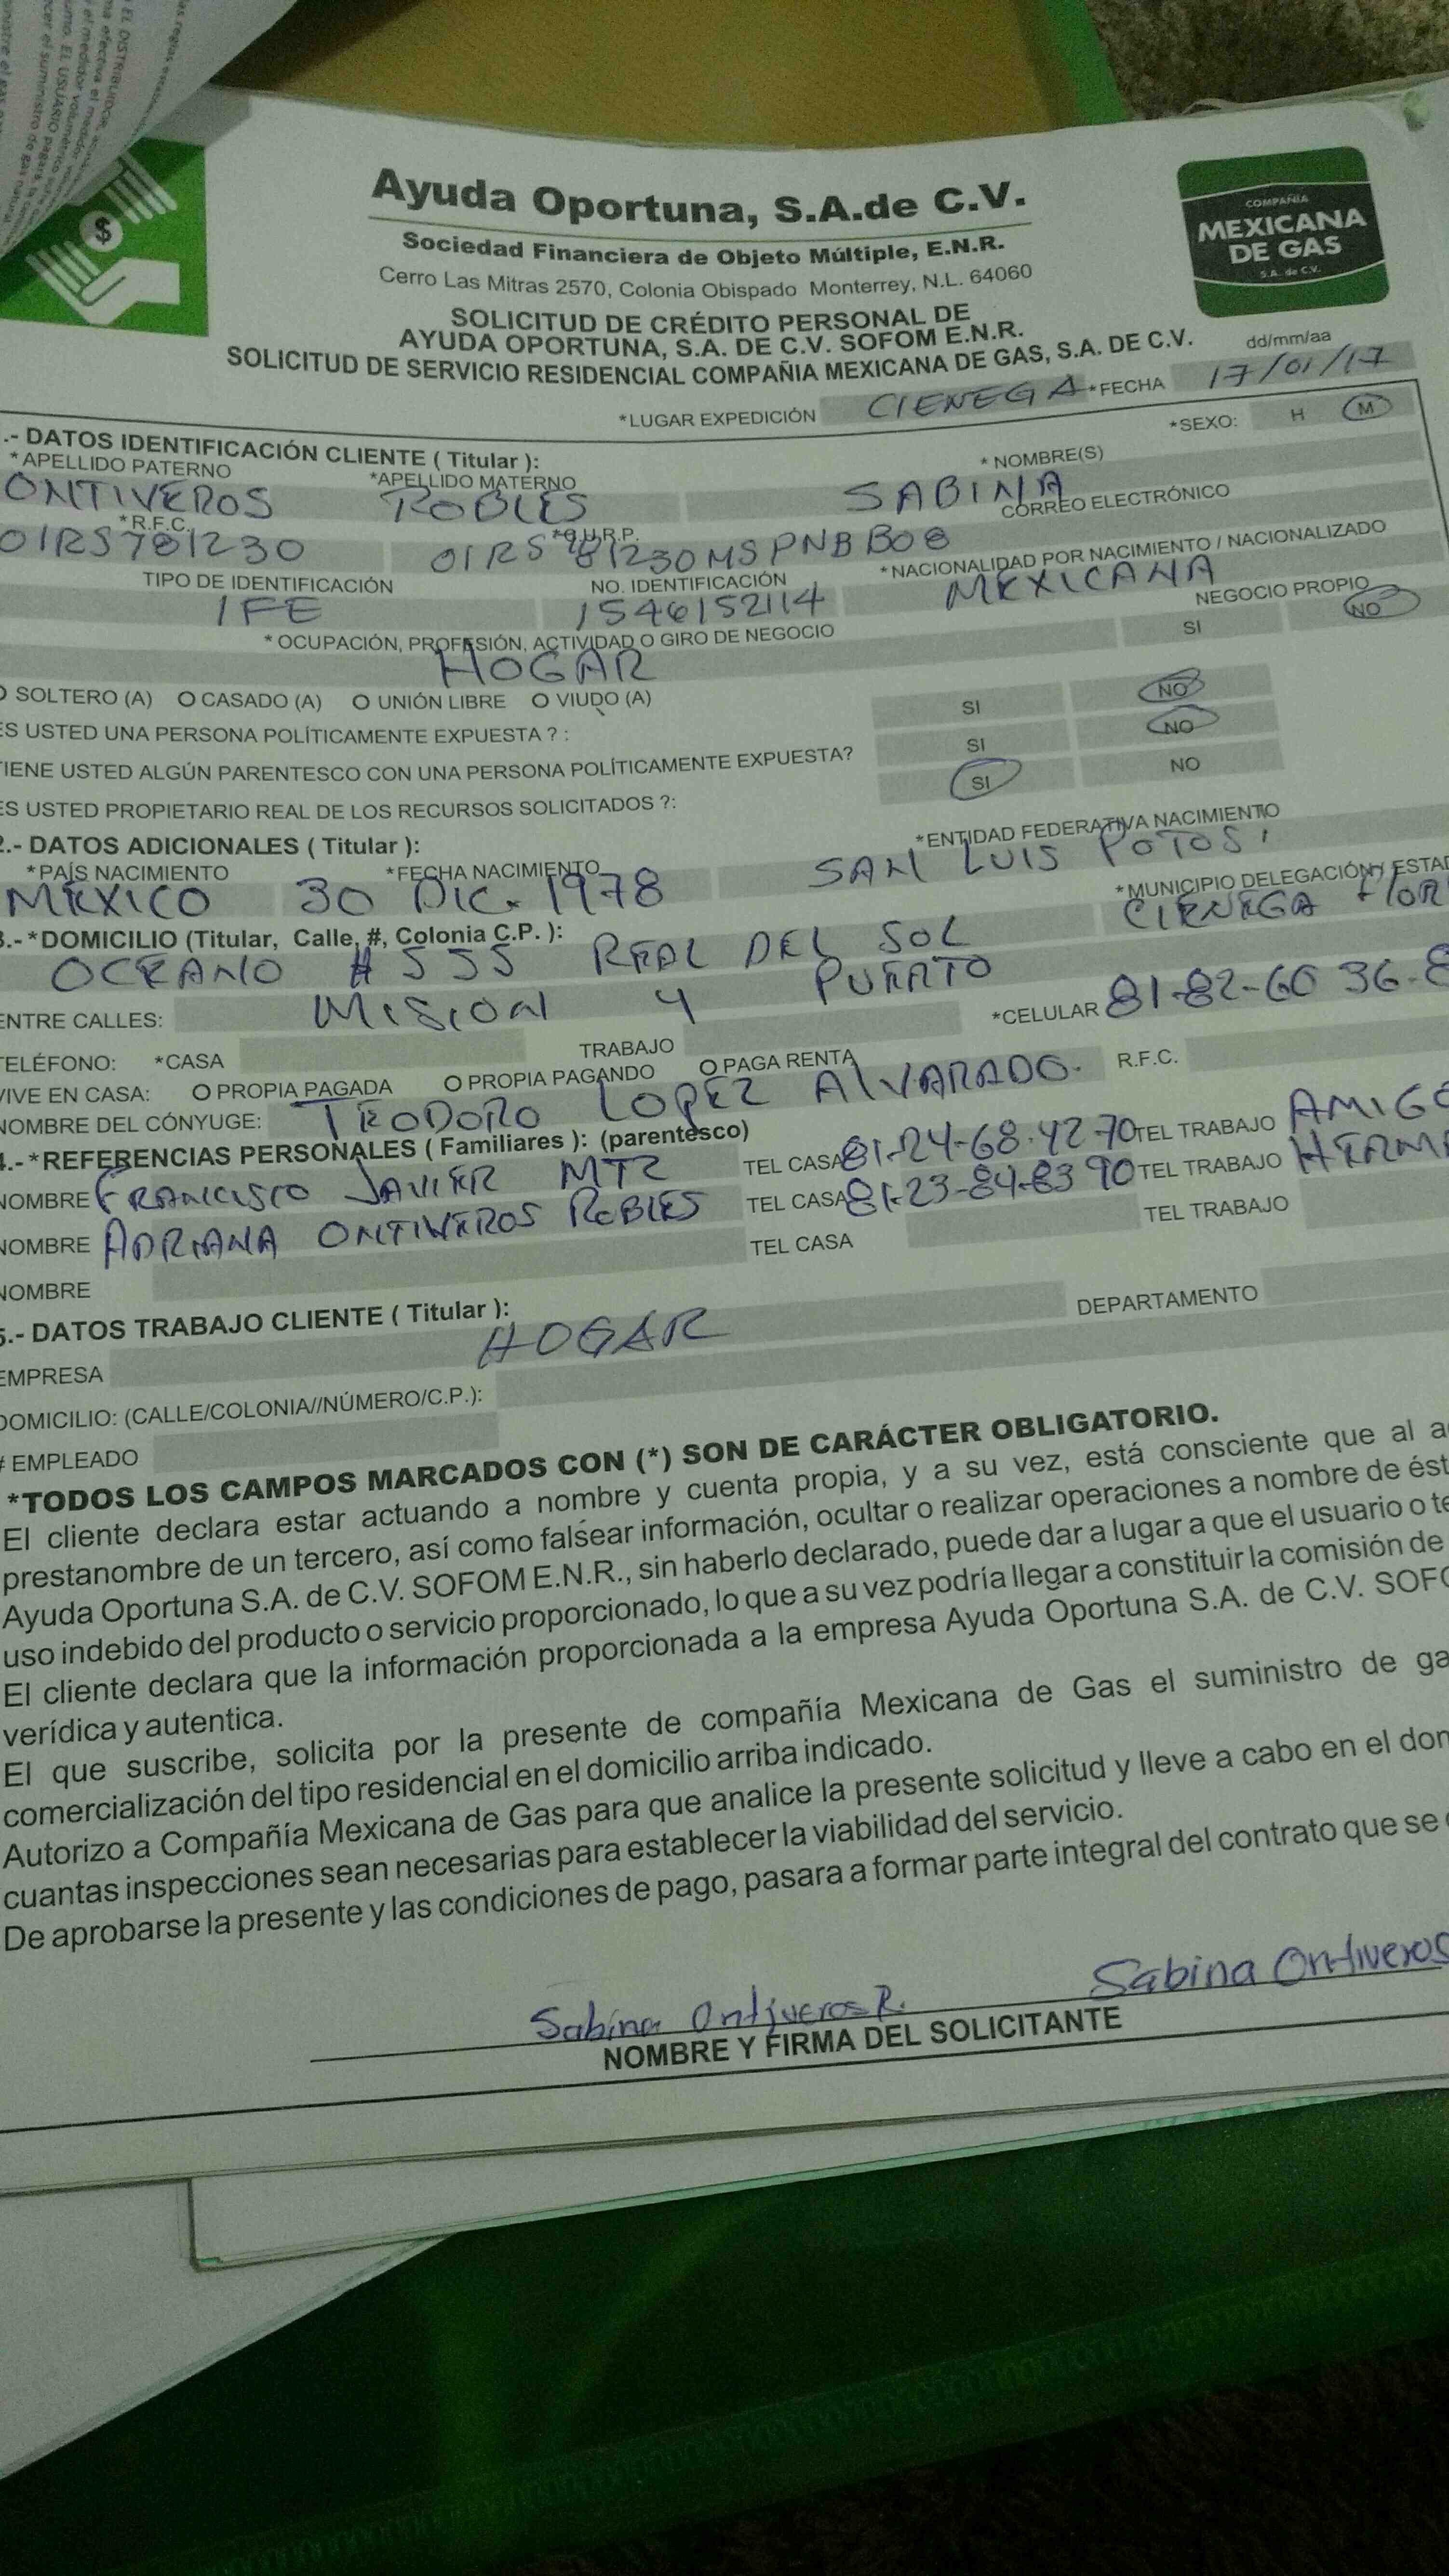 Ayuda Oportuna, S.A.de C.V.
Sociedad Financiera de Objeto Múltiple, E.N.R.
Cerro Las Mitras 2570, Colonia Obispado Monterrey, N.L. 64060
COMPAÑIA
MEXICANA
DE GAS
S.A. de C.V.
SOLICITUD DE CRÉDITO PERSONAL DE
AYUDA OPORTUNA, S.A. DE C.V. SOFOM E.N.R.
SOLICITUD DE SERVICIO RESIDENCIAL COMPAÑIA MEXICANA DE GAS, S.A. DE C.V.
dd/mm/aa
*LUGAR EXPEDICIÓN CIENEGA *FECHA 17/01/17
.- DATOS IDENTIFICACIÓN CLIENTE ( Titular ): *SEXO: H M
*APELLIDO PATERNO *APELLIDO MATERNO * NOMBRE(S)
ONTIVEROS ROBLES SABINA
*R.F.C. *C.U.R.P. CORREO ELECTRÓNICO
OIRS781230 OIRS781230MSPNBB08
TIPO DE IDENTIFICACIÓN NO. IDENTIFICACIÓN *NACIONALIDAD POR NACIMIENTO / NACIONALIZADO
IFE 1546152114 MEXICANA
* OCUPACIÓN, PROFESIÓN, ACTIVIDAD O GIRO DE NEGOCIO NEGOCIO PROPIO
HOGAR SI NO
O SOLTERO (A) O CASADO (A) O UNIÓN LIBRE O VIUDO (A)
ES USTED UNA PERSONA POLÍTICAMENTE EXPUESTA ? : SI NO
TIENE USTED ALGÚN PARENTESCO CON UNA PERSONA POLÍTICAMENTE EXPUESTA? SI NO
ES USTED PROPIETARIO REAL DE LOS RECURSOS SOLICITADOS ?: SI NO
2.- DATOS ADICIONALES ( Titular ):
*PAÍS NACIMIENTO *FECHA NACIMIENTO *ENTIDAD FEDERATIVA NACIMIENTO
MEXICO 30 DIC. 1978 SAN LUIS POTOSI
3.- *DOMICILIO (Titular, Calle, #, Colonia C.P. ): *MUNICIPIO DELEGACIÓN Y ESTAD
OCEANO # 555 REAL DEL SOL CIENEGA FLOR
ENTRE CALLES: MISION Y PUERTO
*CELULAR 81-82-60 36-8
TELÉFONO: *CASA TRABAJO
VIVE EN CASA: O PROPIA PAGADA O PROPIA PAGANDO O PAGA RENTA
NOMBRE DEL CÓNYUGE: TEODORO LOPEZ ALVARADO. R.F.C.
4.- *REFERENCIAS PERSONALES ( Familiares ): (parentesco)
NOMBRE FRANCISCO JAVIER MTZ TEL CASA 81-24-68-42-70 TEL TRABAJO AMIGO
NOMBRE ADRIANA ONTIVEROS ROBLES TEL CASA 81-23-84-83 90 TEL TRABAJO HERMA
NOMBRE TEL CASA TEL TRABAJO
5.- DATOS TRABAJO CLIENTE ( Titular ):
EMPRESA HOGAR DEPARTAMENTO
DOMICILIO: (CALLE/COLONIA//NÚMERO/C.P.):
# EMPLEADO
*TODOS LOS CAMPOS MARCADOS CON (*) SON DE CARÁCTER OBLIGATORIO.
El cliente declara estar actuando a nombre y cuenta propia, y a su vez, está consciente que al a
prestanombre de un tercero, así como falsear información, ocultar o realizar operaciones a nombre de ést
Ayuda Oportuna S.A. de C.V. SOFOM E.N.R., sin haberlo declarado, puede dar a lugar a que el usuario o te
uso indebido del producto o servicio proporcionado, lo que a su vez podría llegar a constituir la comisión de
El cliente declara que la información proporcionada a la empresa Ayuda Oportuna S.A. de C.V. SOFO
verídica y autentica.
El que suscribe, solicita por la presente de compañía Mexicana de Gas el suministro de ga
comercialización del tipo residencial en el domicilio arriba indicado.
Autorizo a Compañía Mexicana de Gas para que analice la presente solicitud y lleve a cabo en el dom
cuantas inspecciones sean necesarias para establecer la viabilidad del servicio.
De aprobarse la presente y las condiciones de pago, pasara a formar parte integral del contrato que se
Sabina Ontiveros R. Sabina Ontiveros
NOMBRE Y FIRMA DEL SOLICITANTE